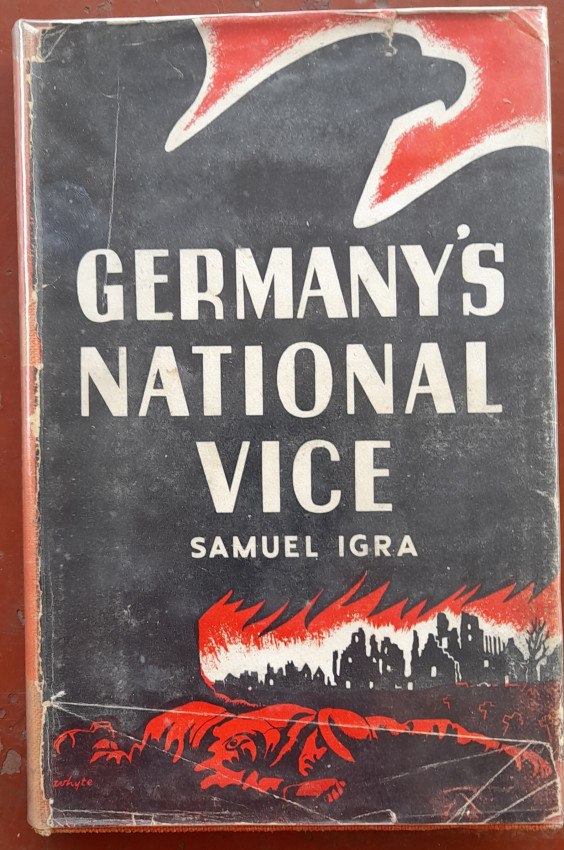 GERMANY'S
NATIONAL
VICE
SAMUEL IGRA
Whyte